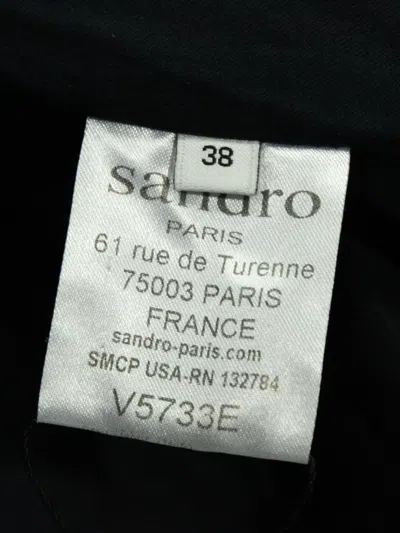 38
sandro
PARIS
61 rue de Turenne
75003 PARIS
FRANCE
sandro-paris.com
SMCP USA-RN 132784
V5733E